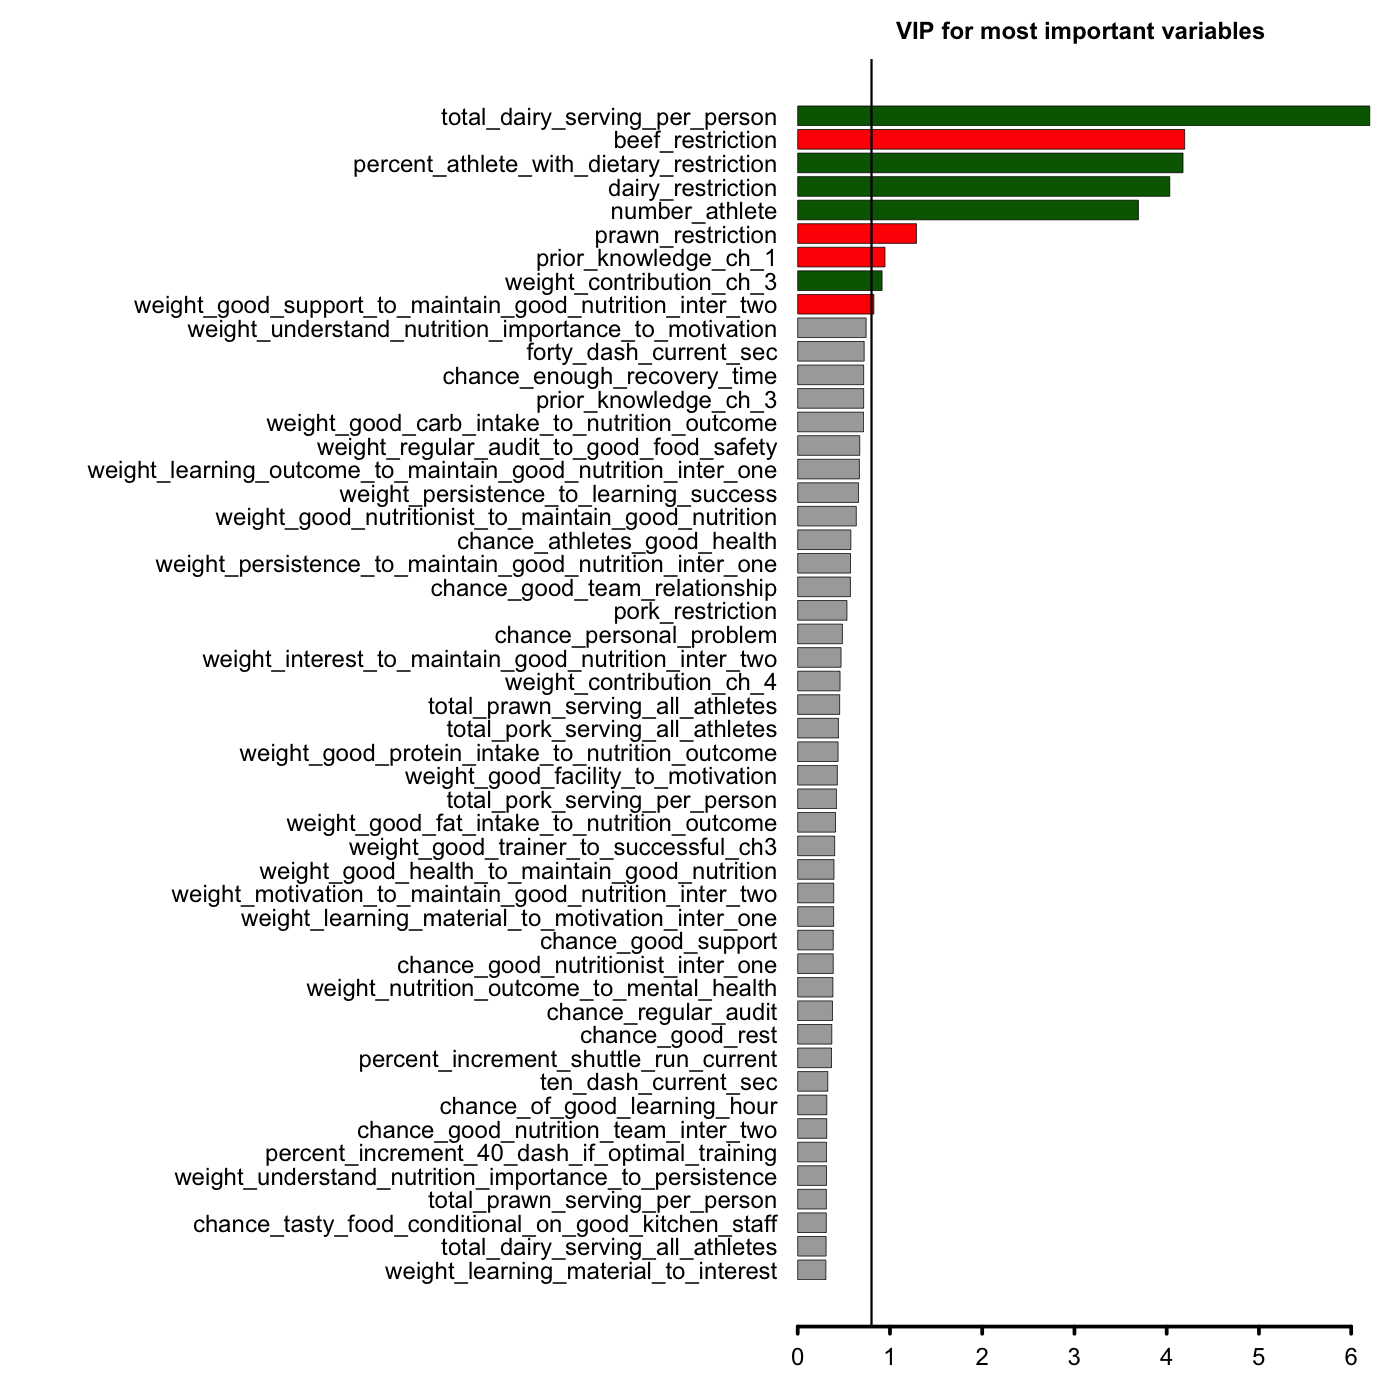 VIP for most important variables
total_dairy_serving_per_person
beef_restriction
percent_athlete_with_dietary_restriction
dairy_restriction
number_athlete
prawn_restriction
prior_knowledge_ch_1
weight_contribution_ch_3
weight_good_support_to_maintain_good_nutrition_inter_two
weight_understand_nutrition_importance_to_motivation
forty_dash_current_sec
chance_enough_recovery_time
prior_knowledge_ch_3
weight_good_carb_intake_to_nutrition_outcome
weight_regular_audit_to_good_food_safety
weight_learning_outcome_to_maintain_good_nutrition_inter_one
weight_persistence_to_learning_success
weight_good_nutritionist_to_maintain_good_nutrition
chance_athletes_good_health
weight_persistence_to_maintain_good_nutrition_inter_one
chance_good_team_relationship
pork_restriction
chance_personal_problem
weight_interest_to_maintain_good_nutrition_inter_two
weight_contribution_ch_4
total_prawn_serving_all_athletes
total_pork_serving_all_athletes
weight_good_protein_intake_to_nutrition_outcome
weight_good_facility_to_motivation
total_pork_serving_per_person
weight_good_fat_intake_to_nutrition_outcome
weight_good_trainer_to_successful_ch3
weight_good_health_to_maintain_good_nutrition
weight_motivation_to_maintain_good_nutrition_inter_two
weight_learning_material_to_motivation_inter_one
chance_good_support
chance_good_nutritionist_inter_one
weight_nutrition_outcome_to_mental_health
chance_regular_audit
chance_good_rest
percent_increment_shuttle_run_current
ten_dash_current_sec
chance_of_good_learning_hour
chance_good_nutrition_team_inter_two
percent_increment_40_dash_if_optimal_training
weight_understand_nutrition_importance_to_persistence
total_prawn_serving_per_person
chance_tasty_food_conditional_on_good_kitchen_staff
total_dairy_serving_all_athletes
weight_learning_material_to_interest
0 1 2 3 4 5 6